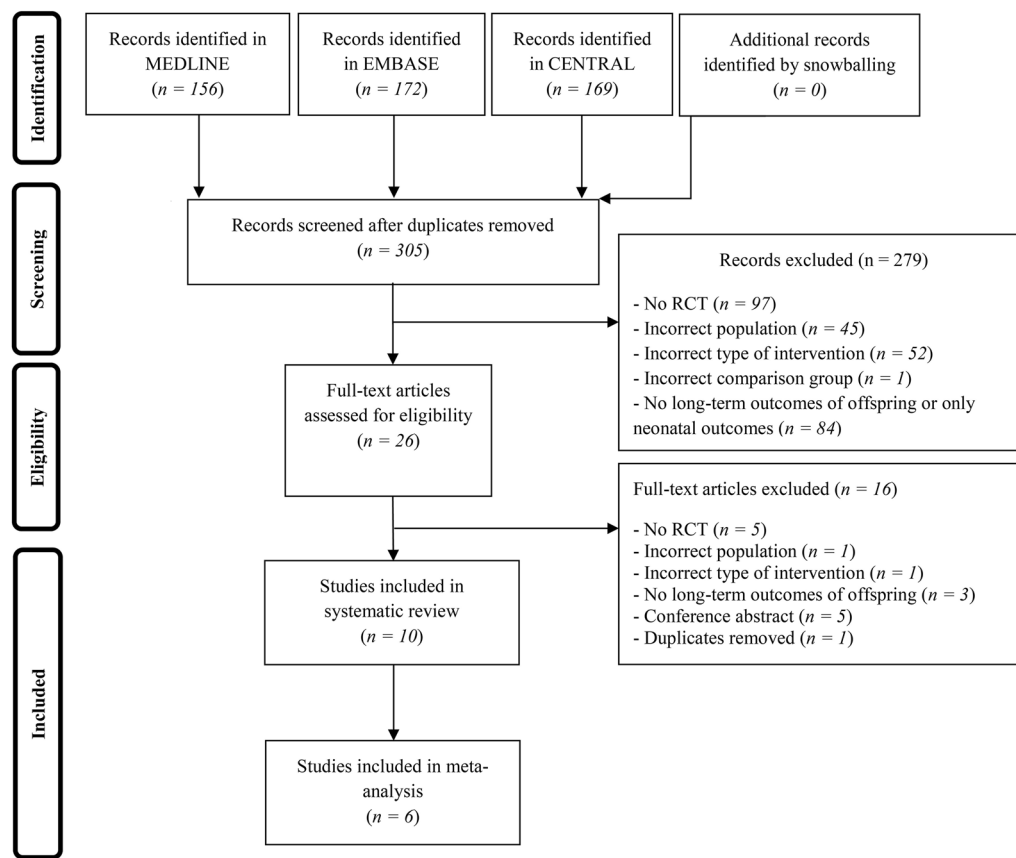 Identification
Records identified in
MEDLINE
(n = 156)
Records identified
in EMBASE
(n = 172)
Records identified
in CENTRAL
(n = 169)
Additional records
identified by snowballing
(n = 0)
Screening
Records screened after duplicates removed
(n = 305)
Records excluded (n = 279)
- No RCT (n = 97)
- Incorrect population (n = 45)
- Incorrect type of intervention (n = 52)
- Incorrect comparison group (n = 1)
- No long-term outcomes of offspring or only
neonatal outcomes (n = 84)
Eligibility
Full-text articles
assessed for eligibility
(n = 26)
Full-text articles excluded (n = 16)
- No RCT (n = 5)
- Incorrect population (n = 1)
- Incorrect type of intervention (n = 1)
- No long-term outcomes of offspring (n = 3)
- Conference abstract (n = 5)
- Duplicates removed (n = 1)
Included
Studies included in
systematic review
(n = 10)
Studies included in meta-
analysis
(n = 6)